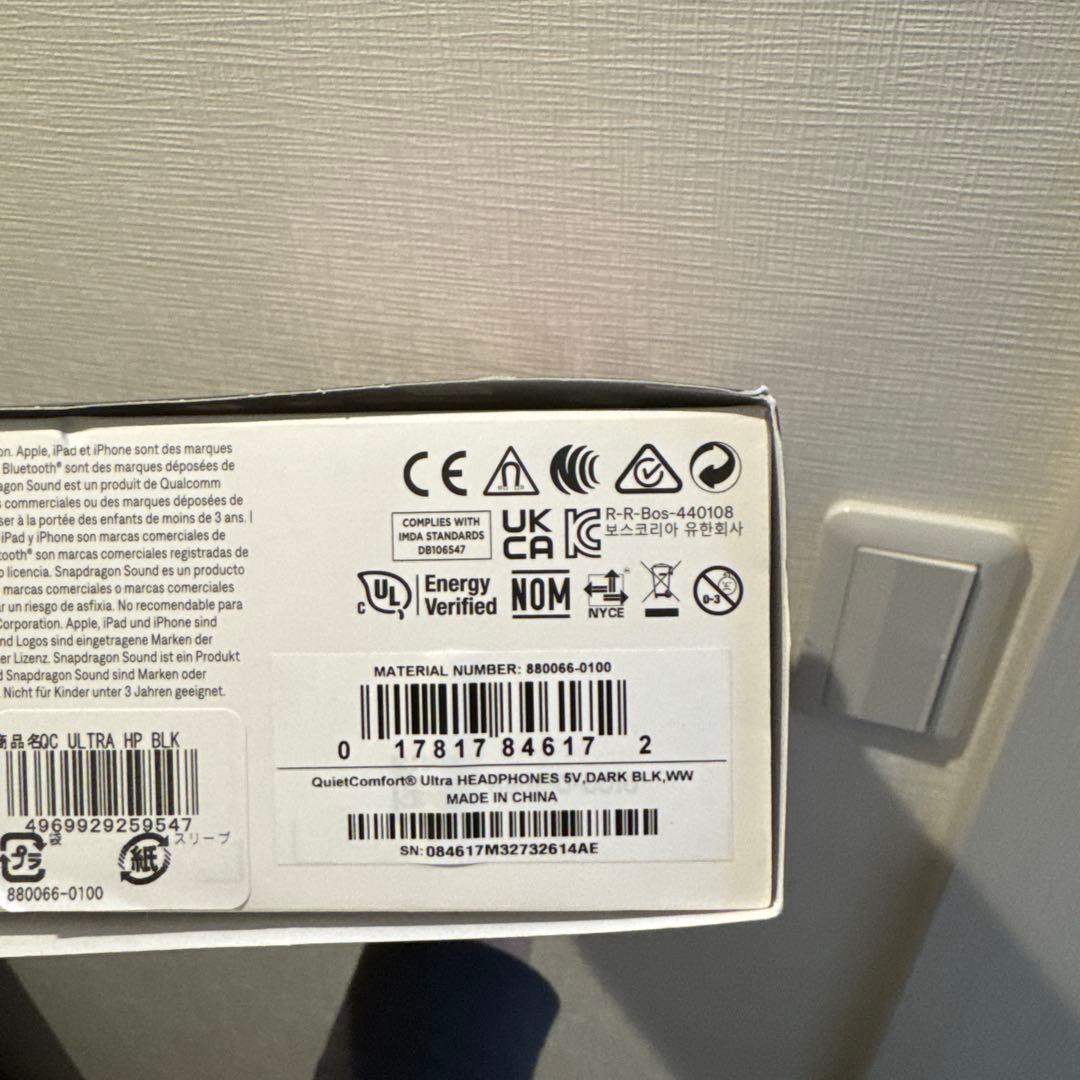 on. Apple, iPad et iPhone sont des marques
Bluetooth® sont des marques déposées de
agon Sound est un produit de Qualcomm
commerciales ou des marques déposées de
ser à la portée des enfants de moins de 3 ans. |
iPad y iPhone son marcas comerciales de
tooth® son marcas comerciales registradas de
o licencia. Snapdragon Sound es un producto
marcas comerciales o marcas comerciales
ar un riesgo de asfixia. No recomendable para
Corporation. Apple, iPad und iPhone sind
nd Logos sind eingetragene Marken der
er Lizenz. Snapdragon Sound ist ein Produkt
d Snapdragon Sound sind Marken oder
Nicht für Kinder unter 3 Jahren geeignet.
CE
COMPLIES WITH
IMDA STANDARDS
DB106547
UK
CA
R-R-Bos-440108
보스코리아 유한회사
c UL
Energy
Verified
NOM
NYCE
0-3
MATERIAL NUMBER: 880066-0100
0 17817 84617 2
QuietComfort® Ultra HEADPHONES 5V,DARK BLK,WW
MADE IN CHINA
SN: 084617M32732614AE
商品名QC ULTRA HP BLK
4969929259547
プラ
袋
紙
スリーブ
880066-0100